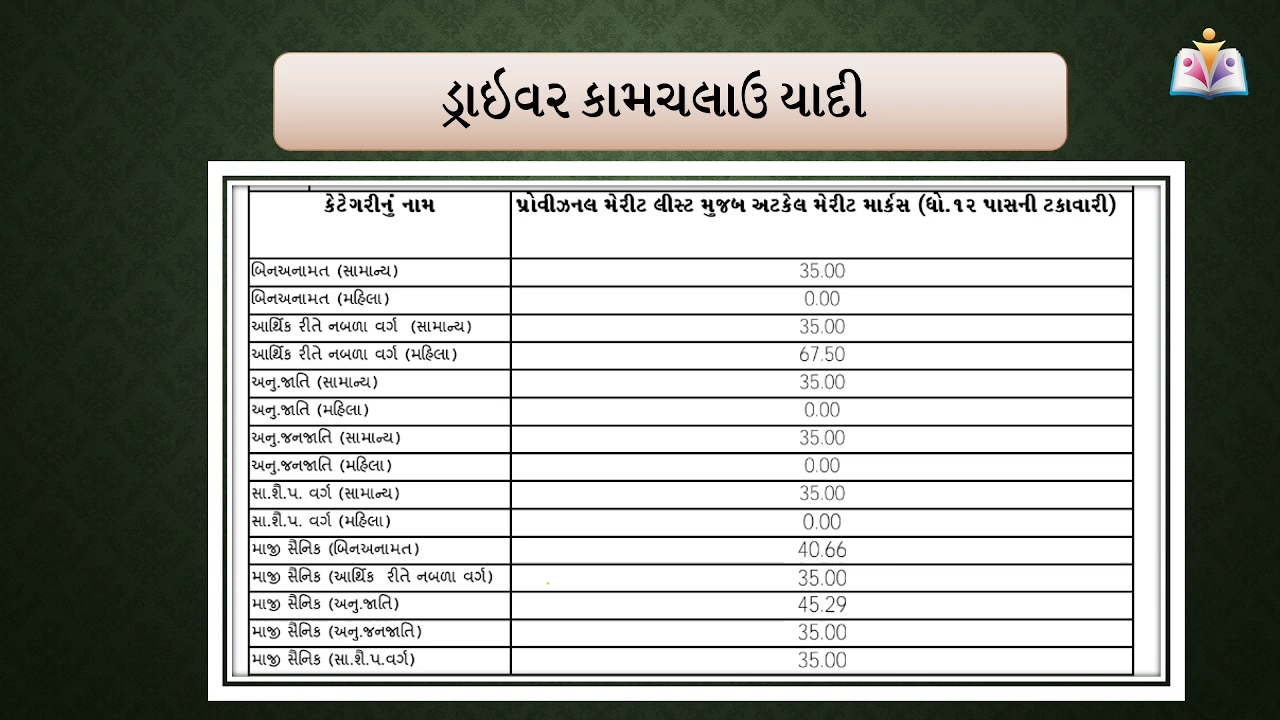 ડ્રાઇવર કામચલાઉ યાદી
કેટેગરીનું નામ પ્રોવીઝનલ મેરીટ લીસ્ટ મુજબ અટકેલ મેરીટ માર્કસ (ધો.૧૨ પાસની ટકાવારી)
બિનઅનામત (સામાન્ય) 35.00
બિનઅનામત (મહિલા) 0.00
આર્થિક રીતે નબળા વર્ગ (સામાન્ય) 35.00
આર્થિક રીતે નબળા વર્ગ (મહિલા) 67.50
અનુ.જાતિ (સામાન્ય) 35.00
અનુ.જાતિ (મહિલા) 0.00
અનુ.જનજાતિ (સામાન્ય) 35.00
અનુ.જનજાતિ (મહિલા) 0.00
સા.શૈ.પ. વર્ગ (સામાન્ય) 35.00
સા.શૈ.પ. વર્ગ (મહિલા) 0.00
માજી સૈનિક (બિનઅનામત) 40.66
માજી સૈનિક (આર્થિક રીતે નબળા વર્ગ) 35.00
માજી સૈનિક (અનુ.જાતિ) 45.29
માજી સૈનિક (અનુ.જનજાતિ) 35.00
માજી સૈનિક (સા.શૈ.પ.વર્ગ) 35.00